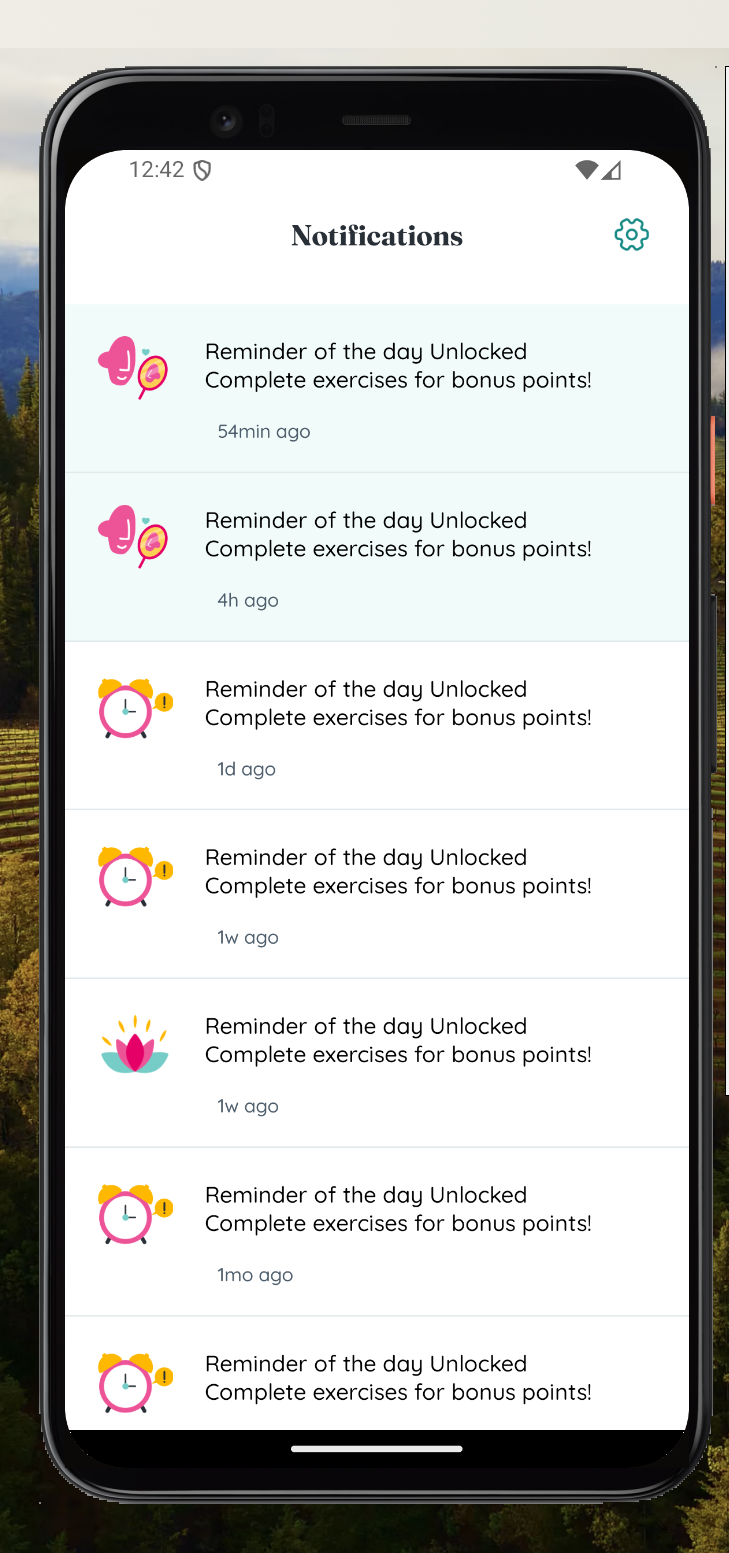 12:42
Notifications
Reminder of the day Unlocked
Complete exercises for bonus points!
54min ago
Reminder of the day Unlocked
Complete exercises for bonus points!
4h ago
Reminder of the day Unlocked
Complete exercises for bonus points!
1d ago
Reminder of the day Unlocked
Complete exercises for bonus points!
1w ago
Reminder of the day Unlocked
Complete exercises for bonus points!
1w ago
Reminder of the day Unlocked
Complete exercises for bonus points!
1mo ago
Reminder of the day Unlocked
Complete exercises for bonus points!